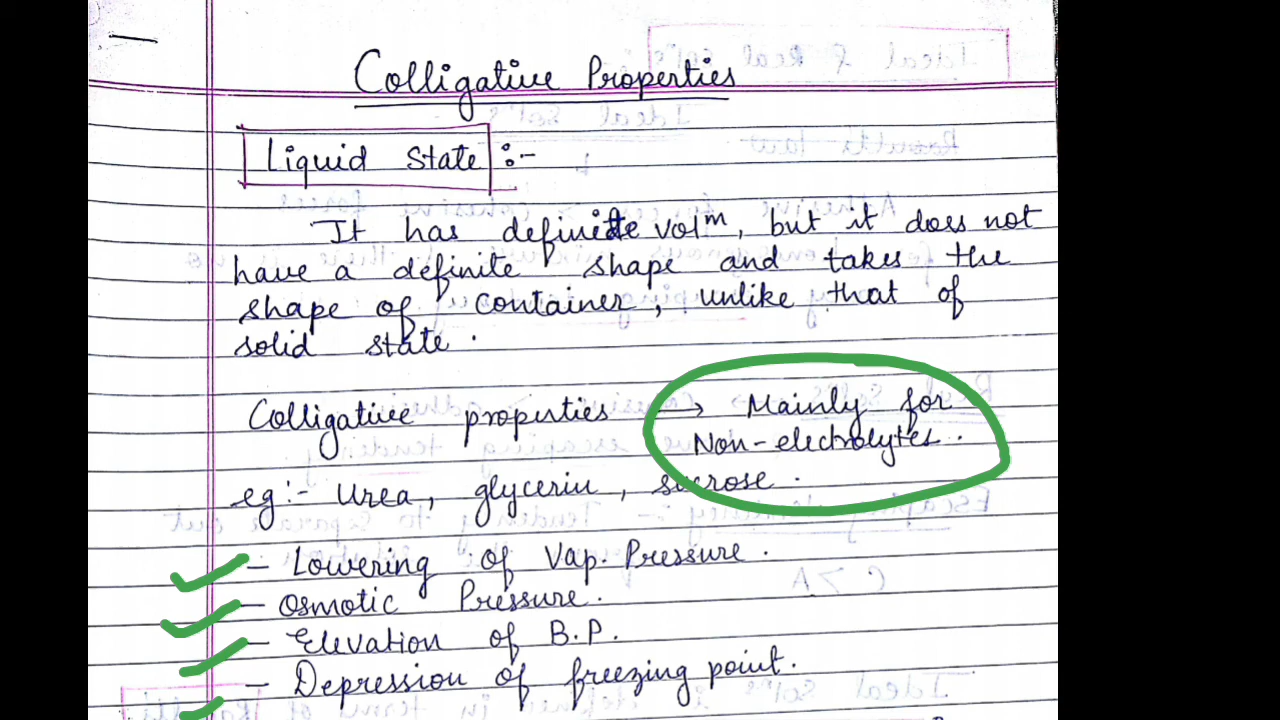 Colligative Properties
Liquid State :-
It has definite volm, but it does not
have a definite shape and takes the
shape of container, unlike that of
solid state.
Colligative properties → Mainly for
Non-electrolytes.
eg:- Urea, glycerin, sucrose.
- Lowering of Vap. Pressure.
- Osmotic Pressure.
- Elevation of B.P.
- Depression of freezing point.